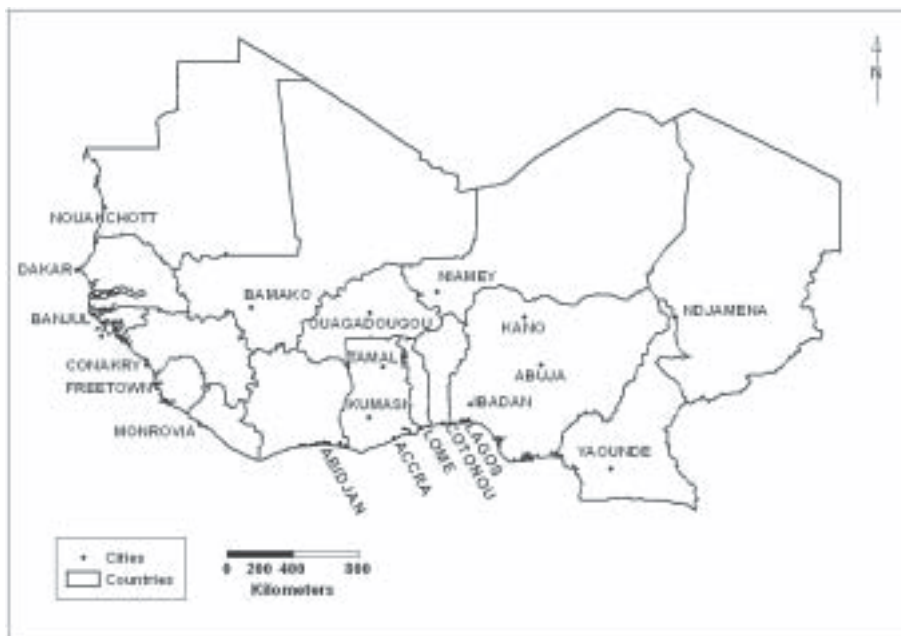 N
NOUAKCHOTT
DAKAR
NIAMEY
BAMAKO
NDJAMENA
BANJUL
OUAGADOUGOU
KANO
TAMALE
CONAKRY
ABUJA
FREETOWN
KUMASI
IBADAN
MONROVIA
YAOUNDE
ABIDJAN
ACCRA
LOME
COTONOU
LAGOS
Cities
Countries
0 200 400 800
Kilometers